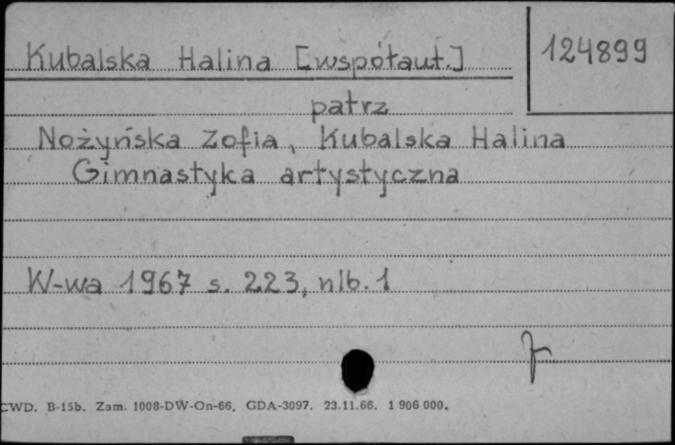 Kubalska Halina [współaut.]
124899
patrz
Nożyńska Zofia, Kubalska Halina
Gimnastyka artystyczna
W-wa 1967 s. 223, nlb. 1
CWD. B-15b. Zam. 1008-DW-On-66. GDA-3097. 23.11.66. 1 906 000.